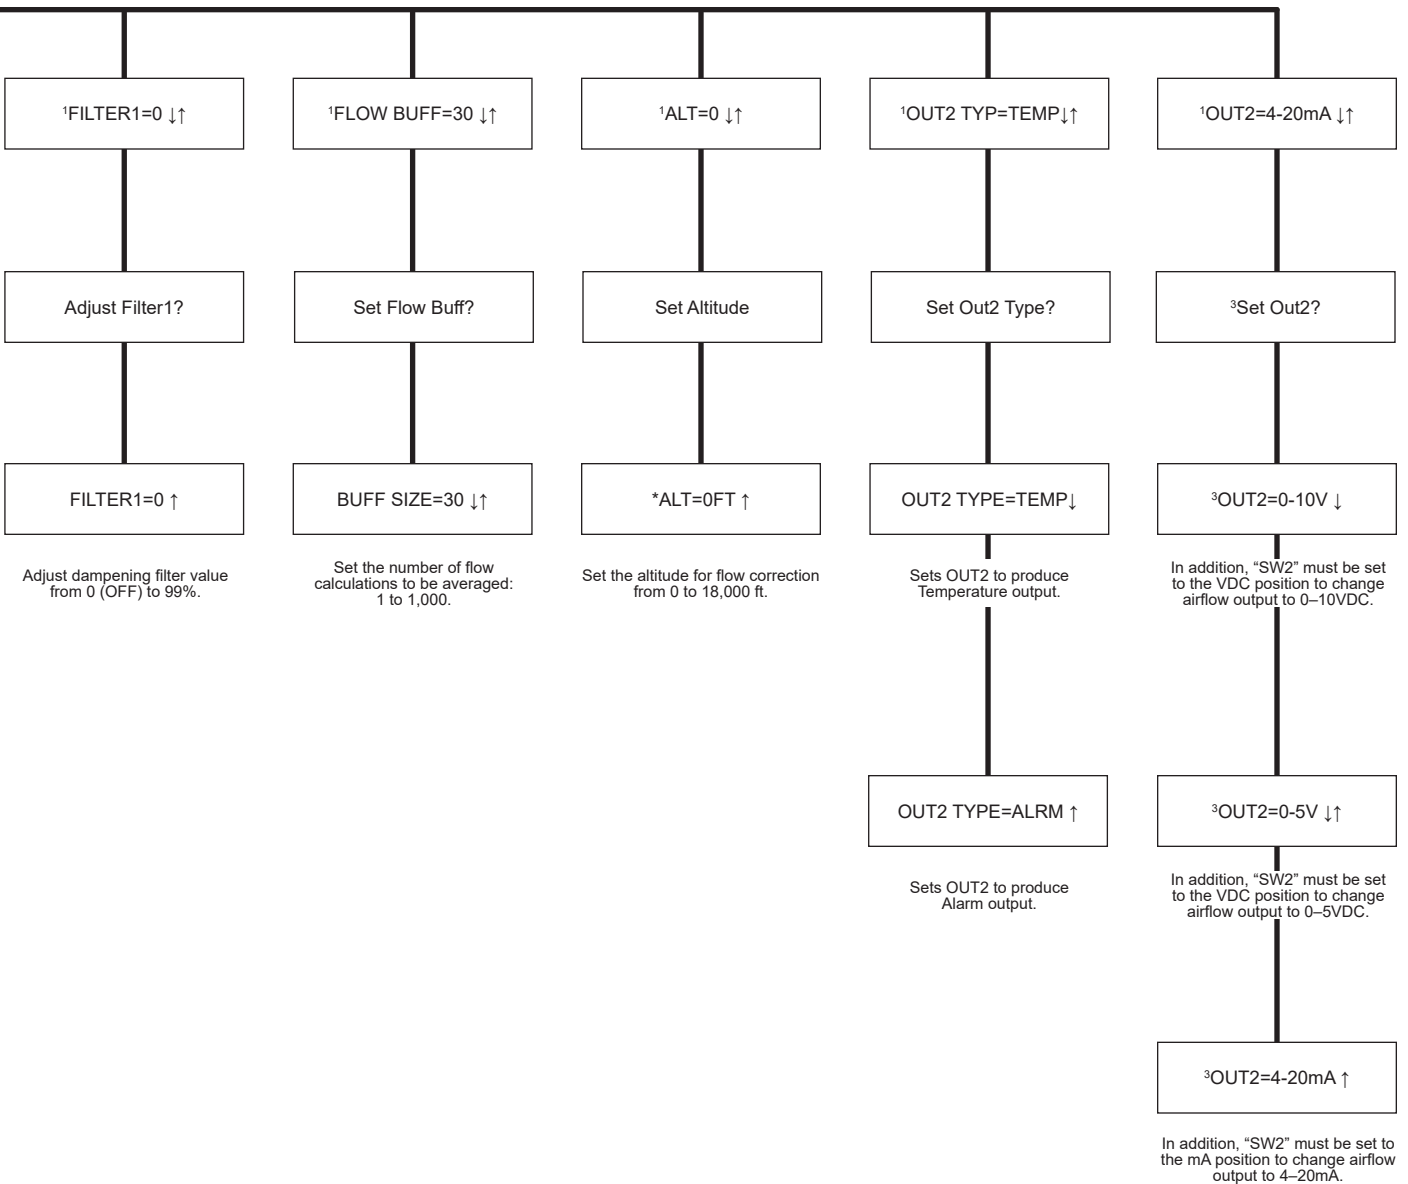 ¹FILTER1=0 ↓↑
¹FLOW BUFF=30 ↓↑
¹ALT=0 ↓↑
¹OUT2 TYP=TEMP↓↑
¹OUT2=4-20mA ↓↑
Adjust Filter1?
Set Flow Buff?
Set Altitude
Set Out2 Type?
³Set Out2?
FILTER1=0 ↑
BUFF SIZE=30 ↓↑
*ALT=0FT ↑
OUT2 TYPE=TEMP↓
³OUT2=0-10V ↓
Adjust dampening filter value
from 0 (OFF) to 99%.
Set the number of flow
calculations to be averaged:
1 to 1,000.
Set the altitude for flow correction
from 0 to 18,000 ft.
Sets OUT2 to produce
Temperature output.
In addition, “SW2” must be set
to the VDC position to change
airflow output to 0–10VDC.
OUT2 TYPE=ALRM ↑
³OUT2=0-5V ↓↑
Sets OUT2 to produce
Alarm output.
In addition, “SW2” must be set
to the VDC position to change
airflow output to 0–5VDC.
³OUT2=4-20mA ↑
In addition, “SW2” must be set to
the mA position to change airflow
output to 4–20mA.